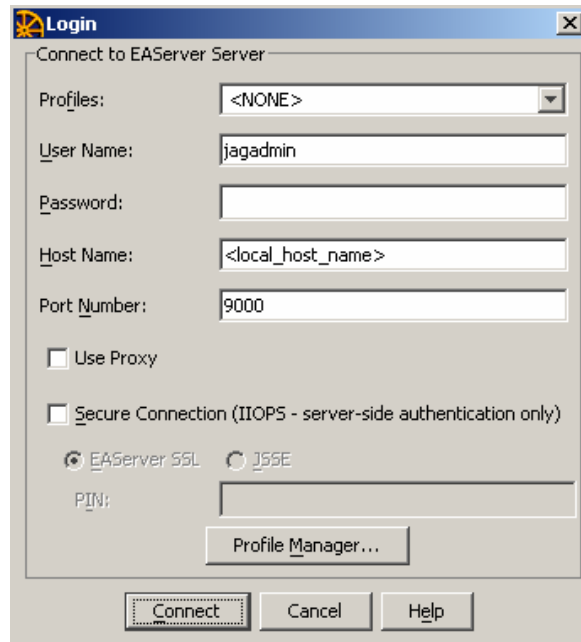 Login
Connect to EAServer Server
Profiles: <NONE>
User Name: jagadmin
Password:
Host Name: <local_host_name>
Port Number: 9000
Use Proxy
Secure Connection (IIOPS - server-side authentication only)
EAServer SSL JSSE
PIN:
Profile Manager...
Connect Cancel Help